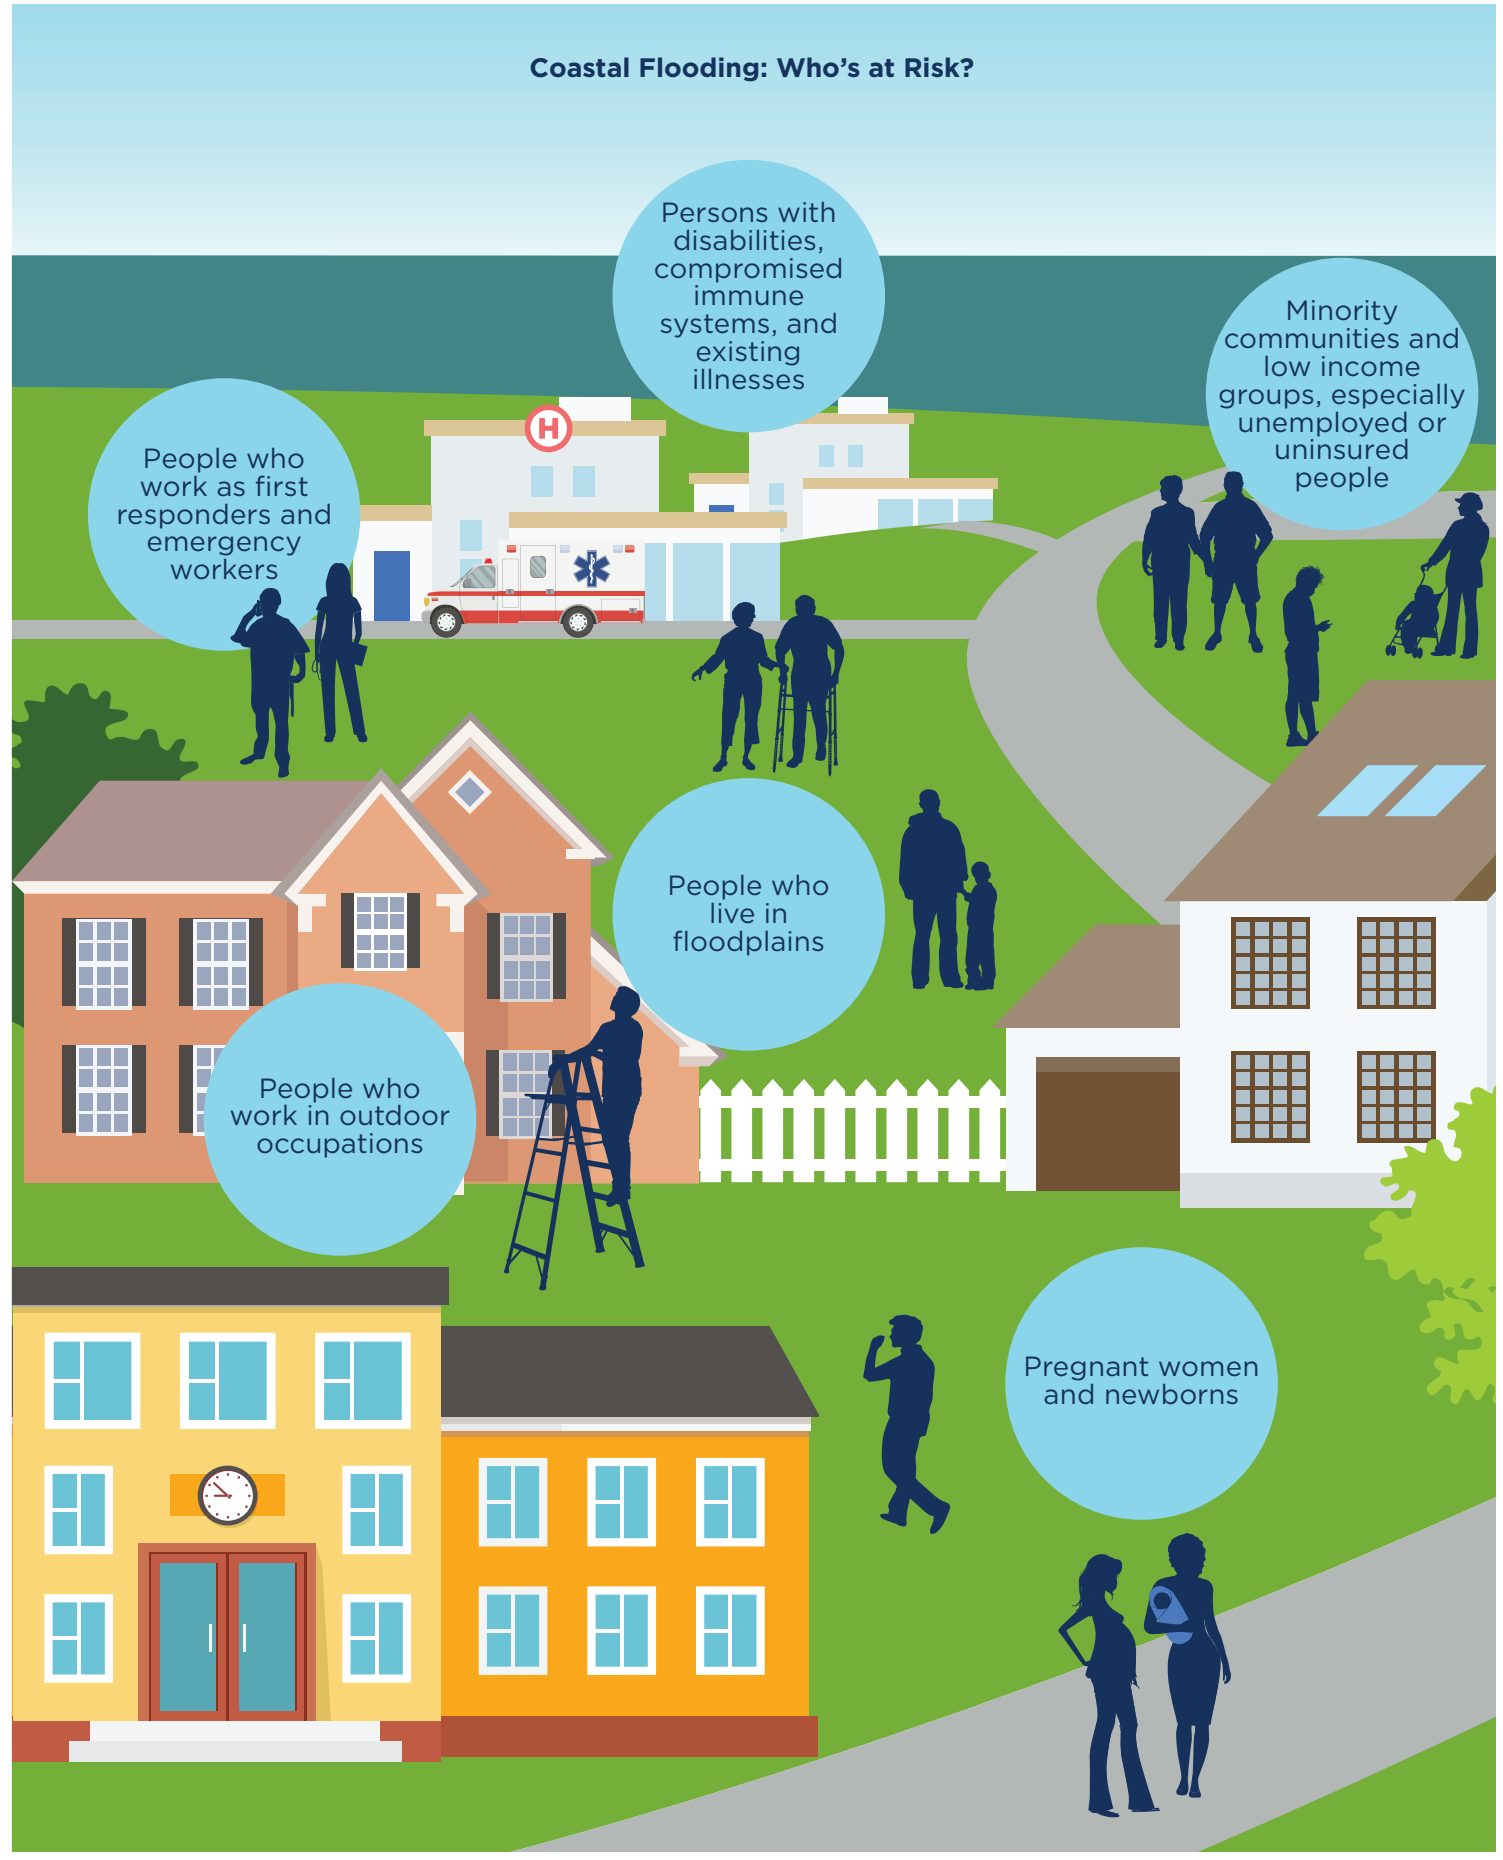 Coastal Flooding: Who’s at Risk?
Persons with
disabilities,
compromised
immune
systems, and
existing
illnesses
Minority
communities and
low income
groups, especially
unemployed or
uninsured
people
People who
work as first
responders and
emergency
workers
H
People who
live in
floodplains
People who
work in outdoor
occupations
Pregnant women
and newborns